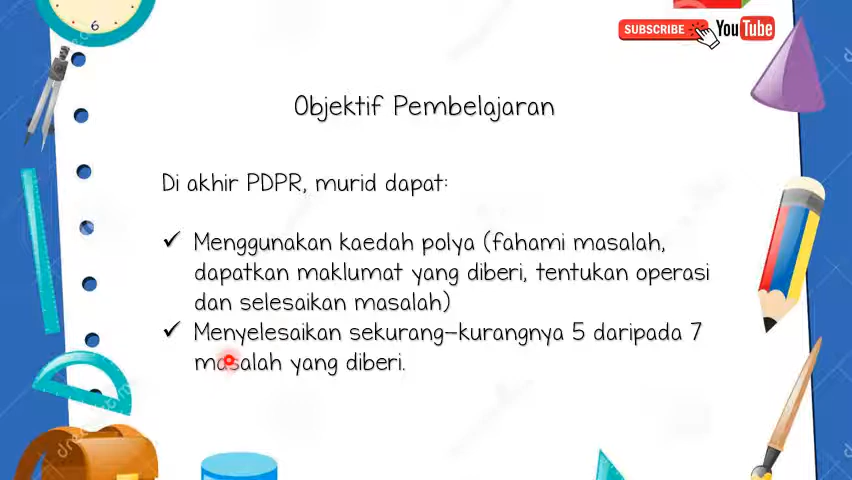 6
SUBSCRIBE YouTube
Objektif Pembelajaran
Di akhir PDPR, murid dapat:
✓ Menggunakan kaedah polya (fahami masalah,
dapatkan maklumat yang diberi, tentukan operasi
dan selesaikan masalah)
✓ Menyelesaikan sekurang-kurangnya 5 daripada 7
masalah yang diberi.